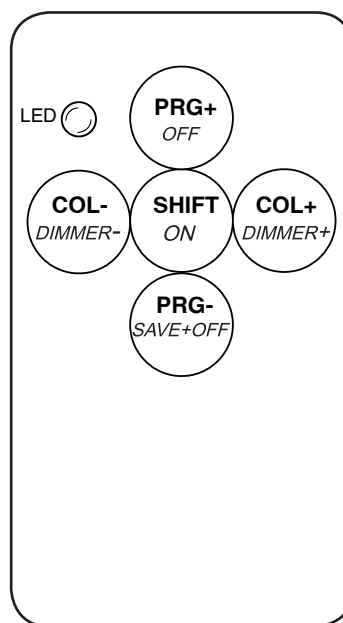 PRG+
OFF
LED
COL-
DIMMER-
SHIFT
ON
COL+
DIMMER+
PRG-
SAVE+OFF